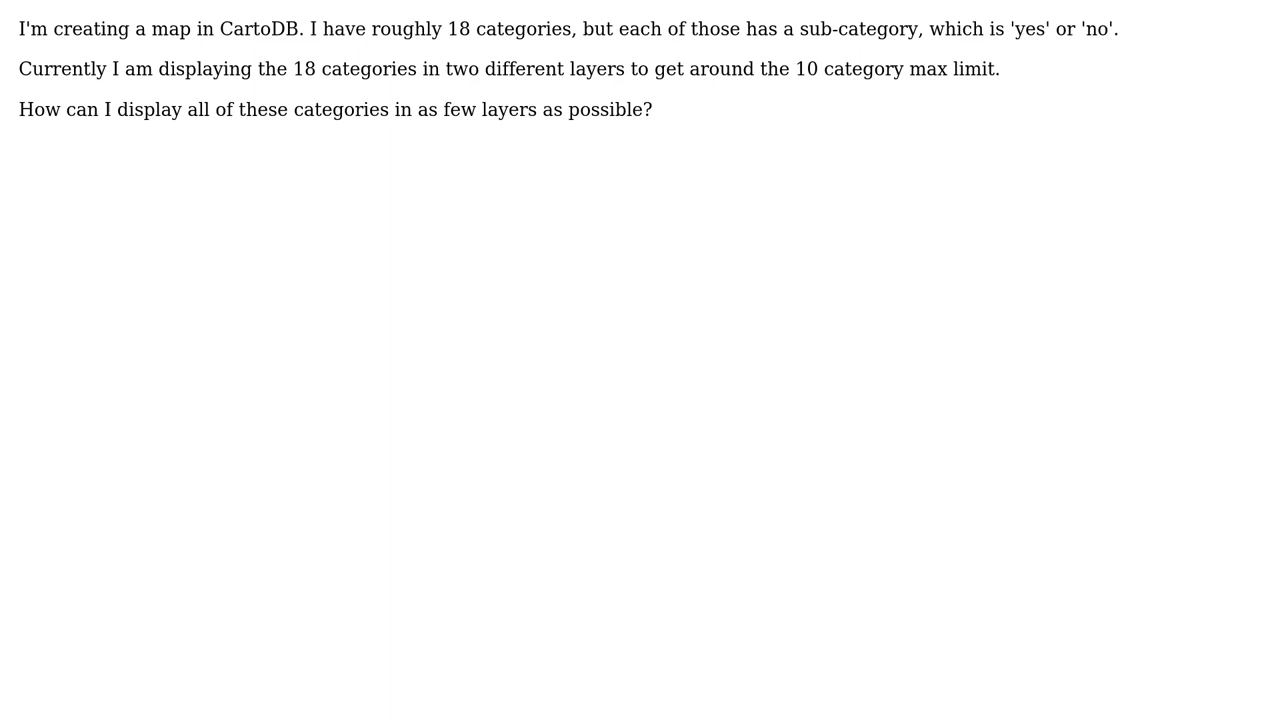 I'm creating a map in CartoDB. I have roughly 18 categories, but each of those has a sub-category, which is 'yes' or 'no'.
Currently I am displaying the 18 categories in two different layers to get around the 10 category max limit.
How can I display all of these categories in as few layers as possible?